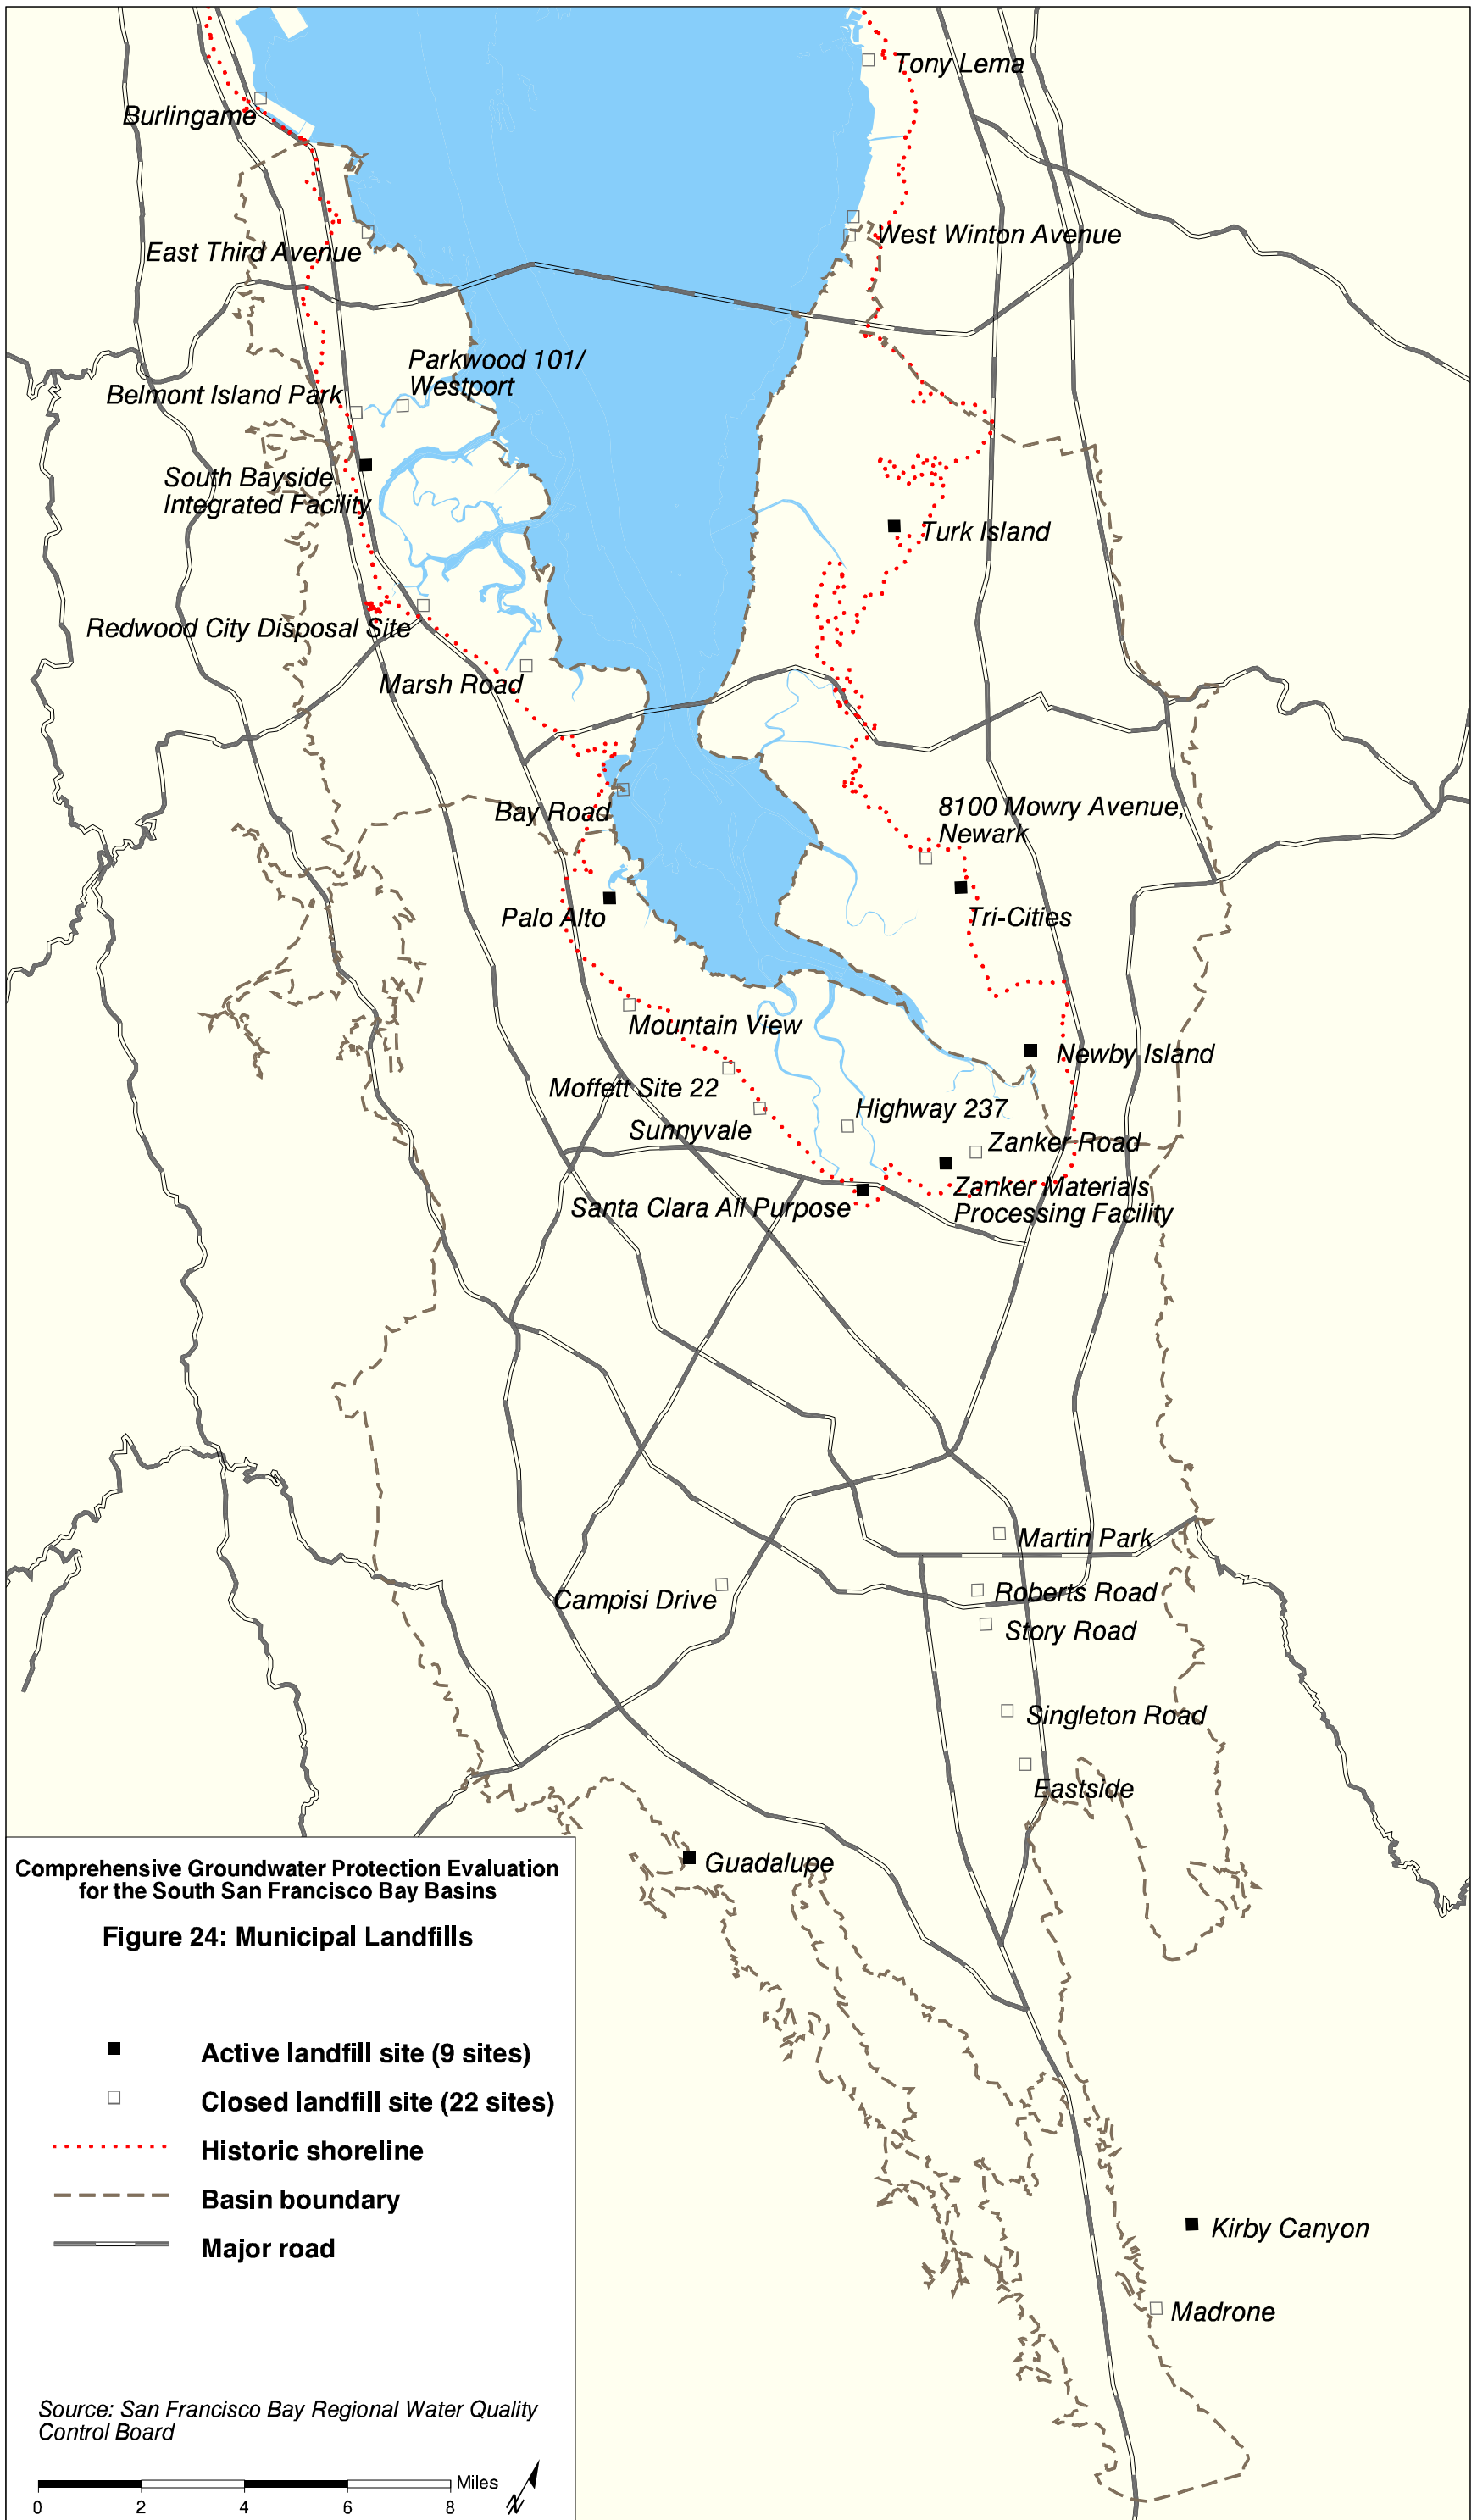 Tony Lema
Burlingame
West Winton Avenue
East Third Avenue
Parkwood 101/
Westport
Belmont Island Park
South Bayside
Integrated Facility
Turk Island
Redwood City Disposal Site
Marsh Road
8100 Mowry Avenue,
Newark
Bay Road
Palo Alto
Tri-Cities
Mountain View
Newby Island
Moffett Site 22
Highway 237
Sunnyvale
Zanker Road
Zanker Materials
Processing Facility
Santa Clara All Purpose
Martin Park
Roberts Road
Campisi Drive
Story Road
Singleton Road
Eastside
Guadalupe
Kirby Canyon
Madrone
Comprehensive Groundwater Protection Evaluation
for the South San Francisco Bay Basins
Figure 24: Municipal Landfills
Active landfill site (9 sites)
Closed landfill site (22 sites)
Historic shoreline
Basin boundary
Major road
Source: San Francisco Bay Regional Water Quality
Control Board
Miles
0 2 4 6 8
N